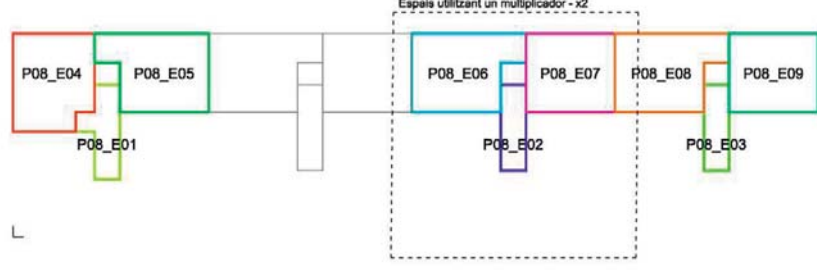 Espais utilitzant un multiplicador - x2
P08_E04
P08_E05
P08_E06
P08_E07
P08_E08
P08_E09
P08_E01
P08_E02
P08_E03